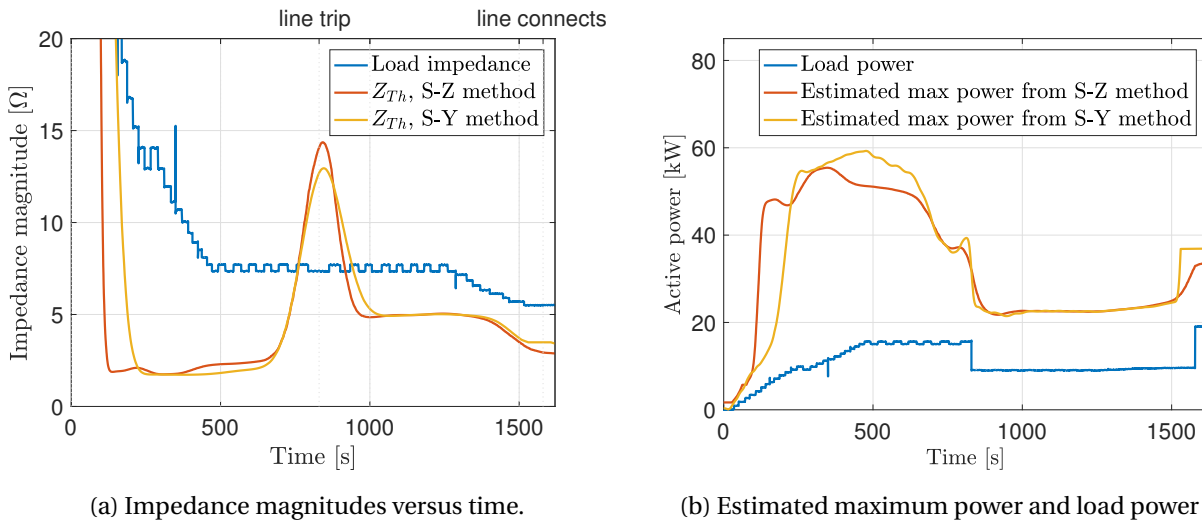 line trip
line connects
20
15
10
5
0
Impedance magnitude [Ω]
Load impedance
Z_Th, S-Z method
Z_Th, S-Y method
0 500 1000 1500
Time [s]
(a) Impedance magnitudes versus time.
80
60
40
20
0
Active power [kW]
Load power
Estimated max power from S-Z method
Estimated max power from S-Y method
0 500 1000 1500
Time [s]
(b) Estimated maximum power and load power